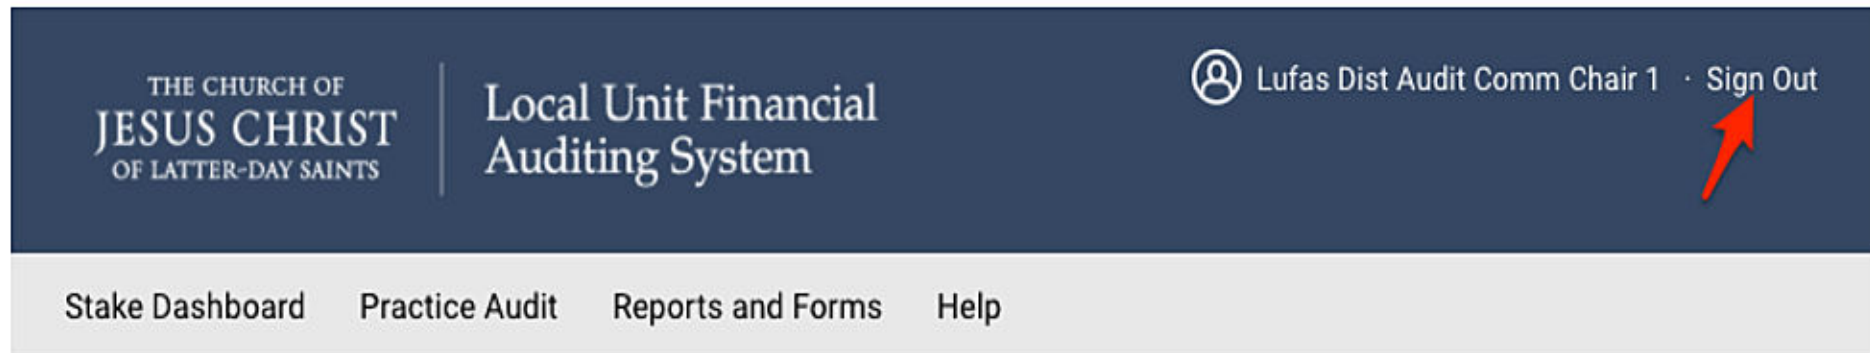 THE CHURCH OF
JESUS CHRIST
OF LATTER-DAY SAINTS
Local Unit Financial
Auditing System
Lufas Dist Audit Comm Chair 1 · Sign Out
Stake Dashboard Practice Audit Reports and Forms Help